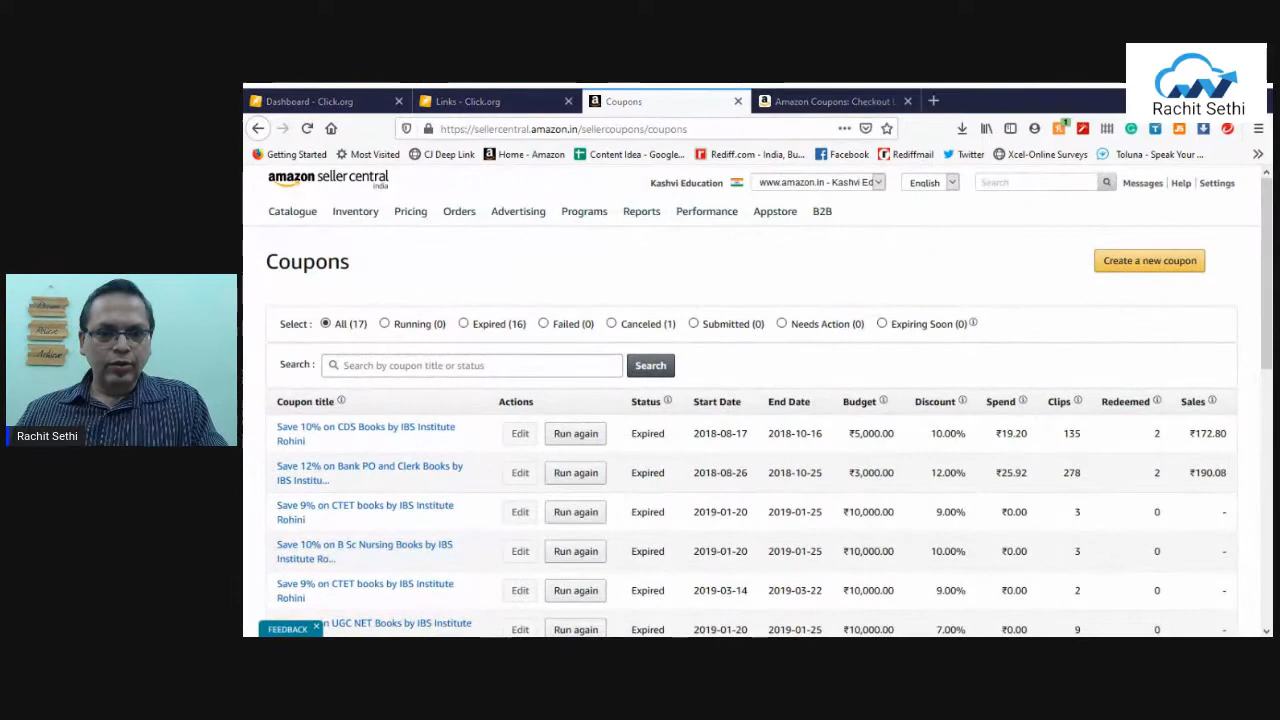 Rachit Sethi
Dashboard - Click.org
Links - Click.org
Coupons
Amazon Coupons: Checkout
https://sellercentral.amazon.in/sellercoupons/coupons
1
Getting Started Most Visited CJ Deep Link Home - Amazon Content Idea - Google... Rediff.com - India, Bu... Facebook Rediffmail Twitter Xcel-Online Surveys Toluna - Speak Your ...
amazon seller central
india
Kashvi Education www.amazon.in - Kashvi Ed English Search Messages Help Settings
Catalogue Inventory Pricing Orders Advertising Programs Reports Performance Appstore B2B
Coupons
Create a new coupon
Select : All (17) Running (0) Expired (16) Failed (0) Canceled (1) Submitted (0) Needs Action (0) Expiring Soon (0)
Search : Search by coupon title or status Search
Coupon title Actions Status Start Date End Date Budget Discount Spend Clips Redeemed Sales
Save 10% on CDS Books by IBS Institute
Rohini
Edit Run again Expired 2018-08-17 2018-10-16 ₹5,000.00 10.00% ₹19.20 135 2 ₹172.80
Save 12% on Bank PO and Clerk Books by
IBS Institu...
Edit Run again Expired 2018-08-26 2018-10-25 ₹3,000.00 12.00% ₹25.92 278 2 ₹190.08
Save 9% on CTET books by IBS Institute
Rohini
Edit Run again Expired 2019-01-20 2019-01-25 ₹10,000.00 9.00% ₹0.00 3 0 -
Save 10% on B Sc Nursing Books by IBS
Institute Ro...
Edit Run again Expired 2019-01-20 2019-01-25 ₹10,000.00 10.00% ₹0.00 3 0 -
Save 9% on CTET books by IBS Institute
Rohini
Edit Run again Expired 2019-03-14 2019-03-22 ₹10,000.00 9.00% ₹0.00 2 0 -
on UGC NET Books by IBS Institute
Edit Run again Expired 2019-01-20 2019-01-25 ₹10,000.00 7.00% ₹0.00 9 0 -
FEEDBACK
Believe
Achieve
Rachit Sethi